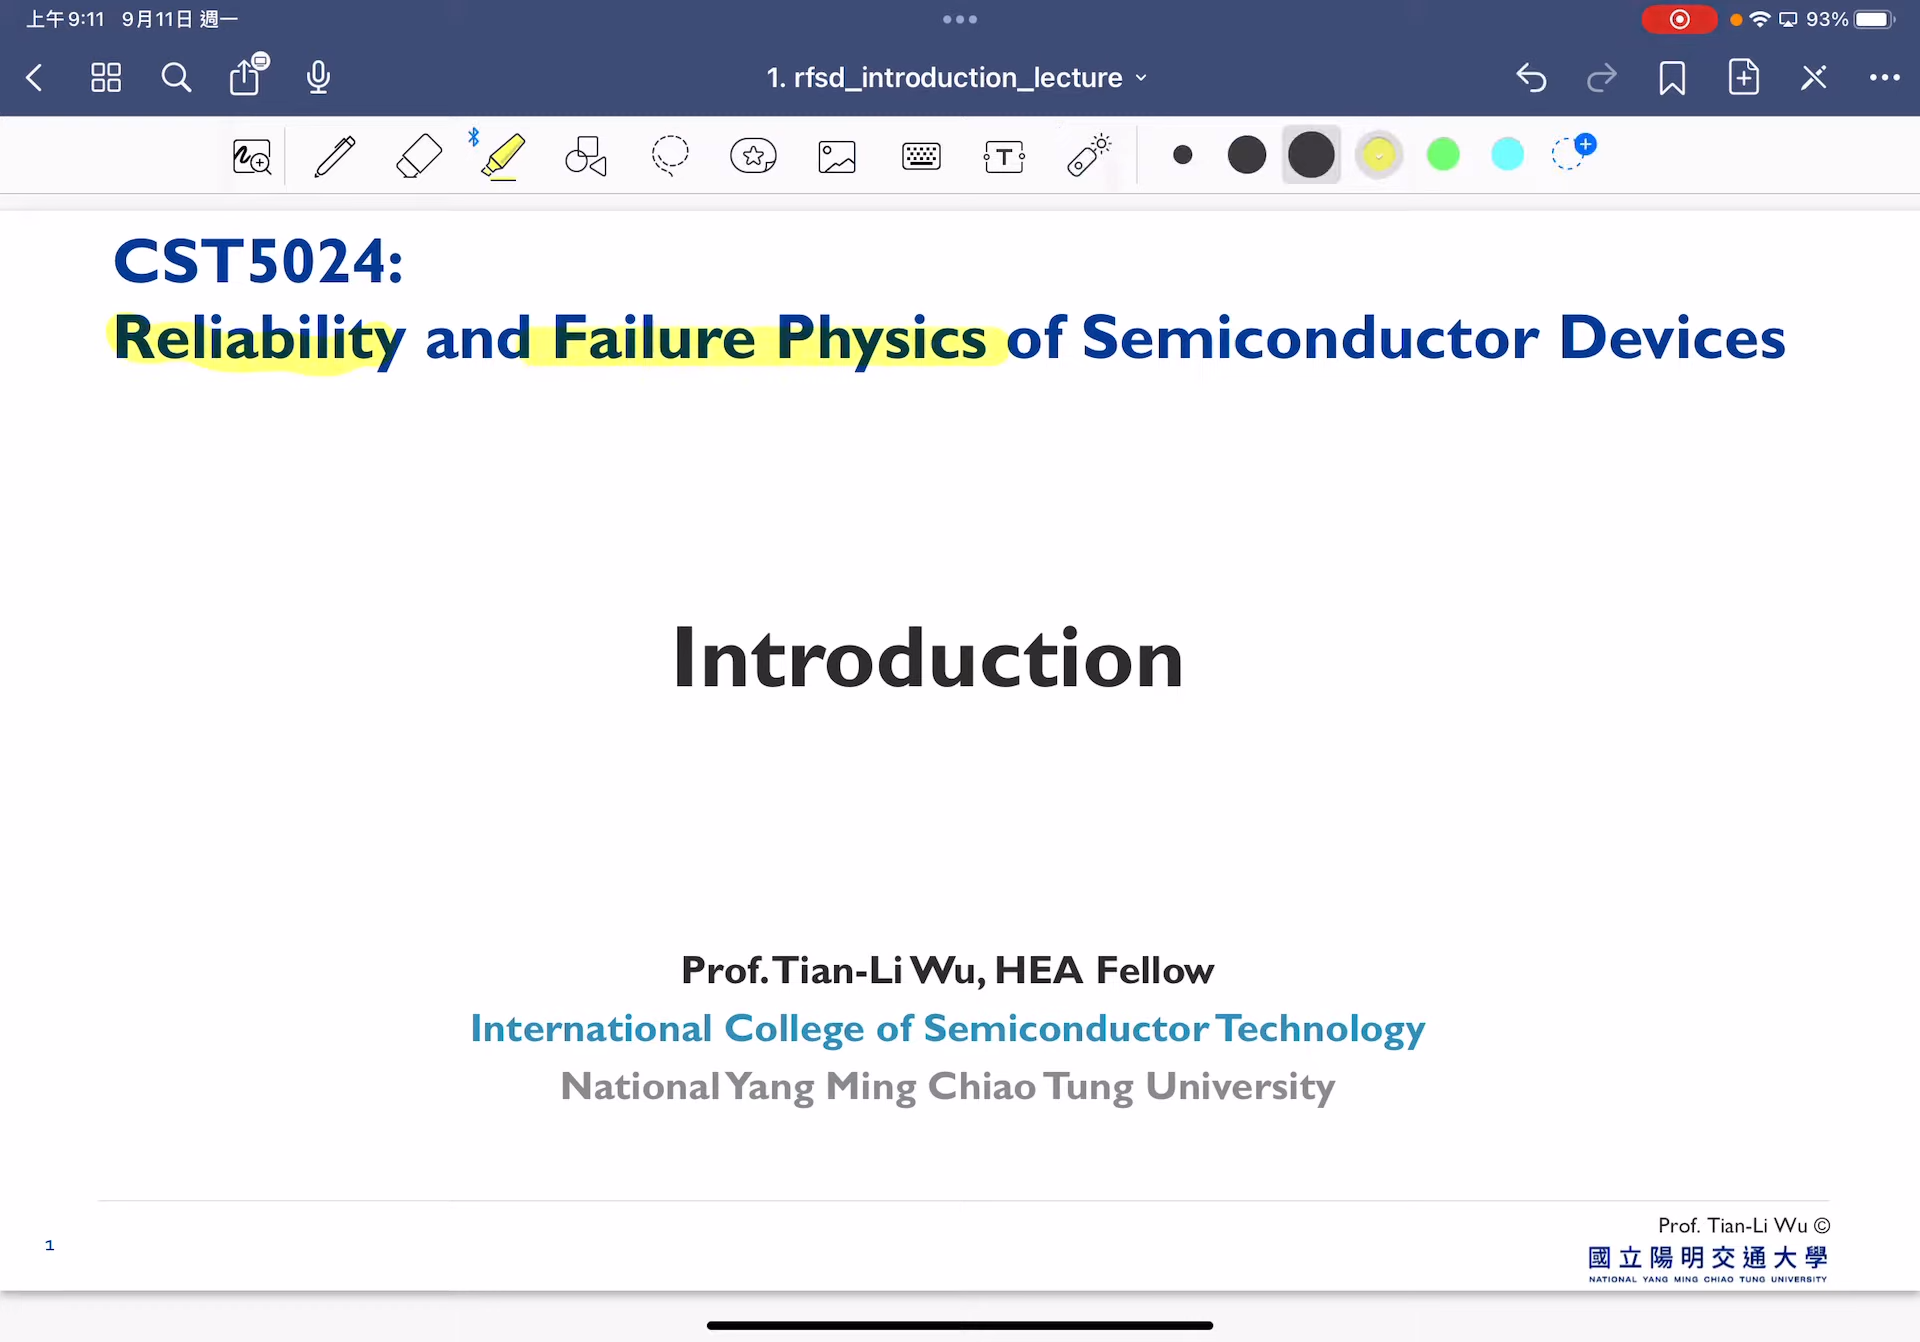 上午9:11 9月11日 週一
93%
1. rfsd_introduction_lecture
T
CST5024:
Reliability and Failure Physics of Semiconductor Devices
Introduction
Prof. Tian-Li Wu, HEA Fellow
International College of Semiconductor Technology
National Yang Ming Chiao Tung University
1
Prof. Tian-Li Wu ©
國立陽明交通大學
NATIONAL YANG MING CHIAO TUNG UNIVERSITY